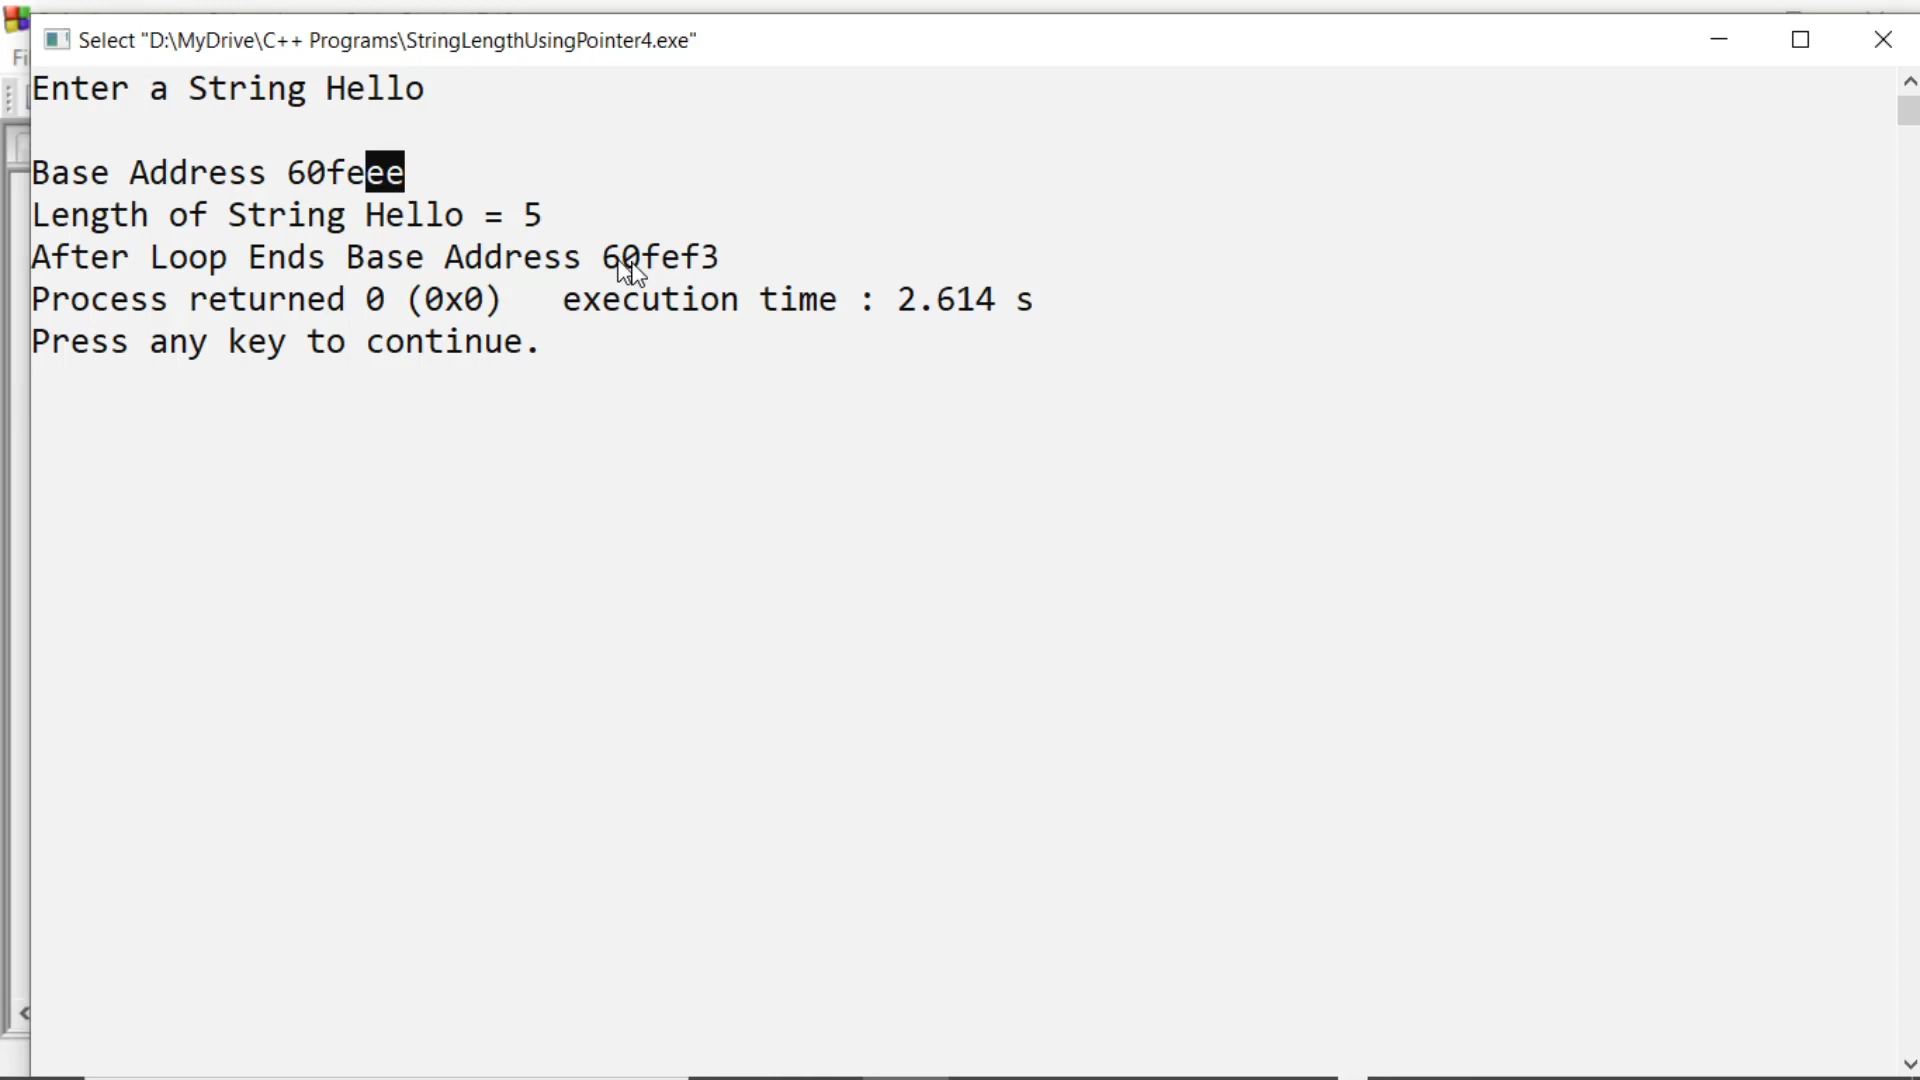 Select "D:\MyDrive\C++ Programs\StringLengthUsingPointer4.exe"
Fi
Enter a String Hello
Base Address 60feee
Length of String Hello = 5
After Loop Ends Base Address 60fef3
Process returned 0 (0x0)   execution time : 2.614 s
Press any key to continue.